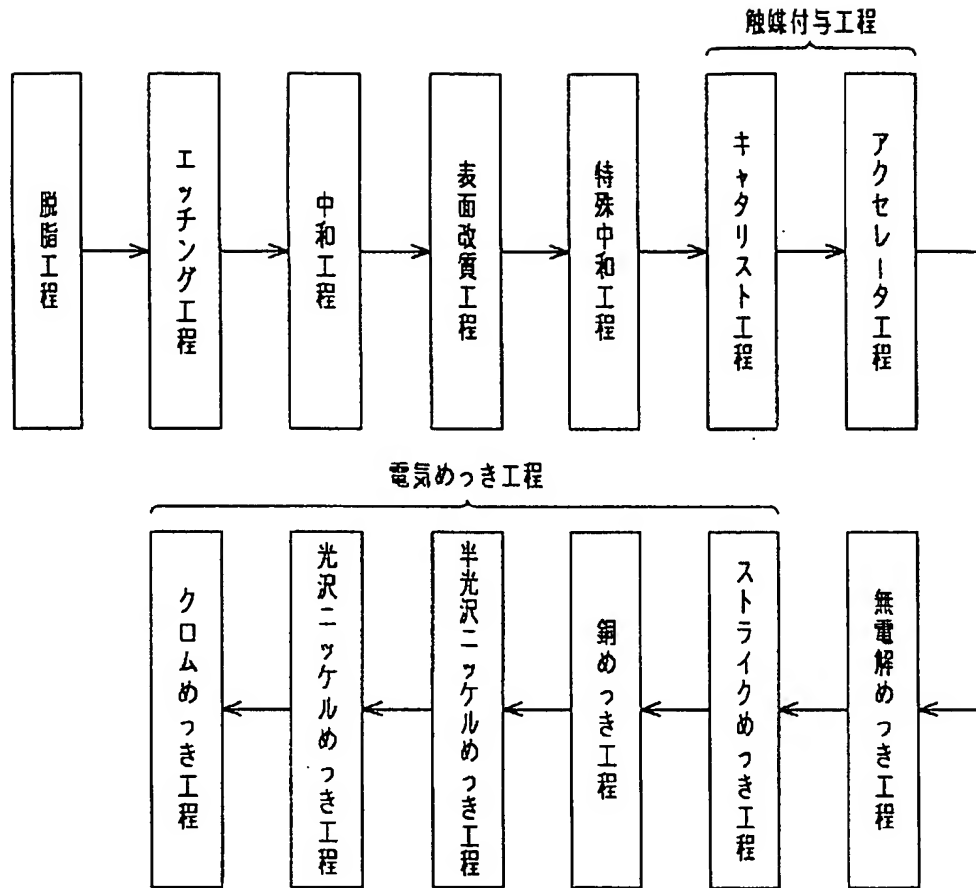 触媒付与工程
脱脂工程
エッチング工程
中和工程
表面改質工程
特殊中和工程
キャタリスト工程
アクセレータ工程
電気めっき工程
無電解めっき工程
ストライクめっき工程
銅めっき工程
半光沢ニッケルめっき工程
光沢ニッケルめっき工程
クロムめっき工程